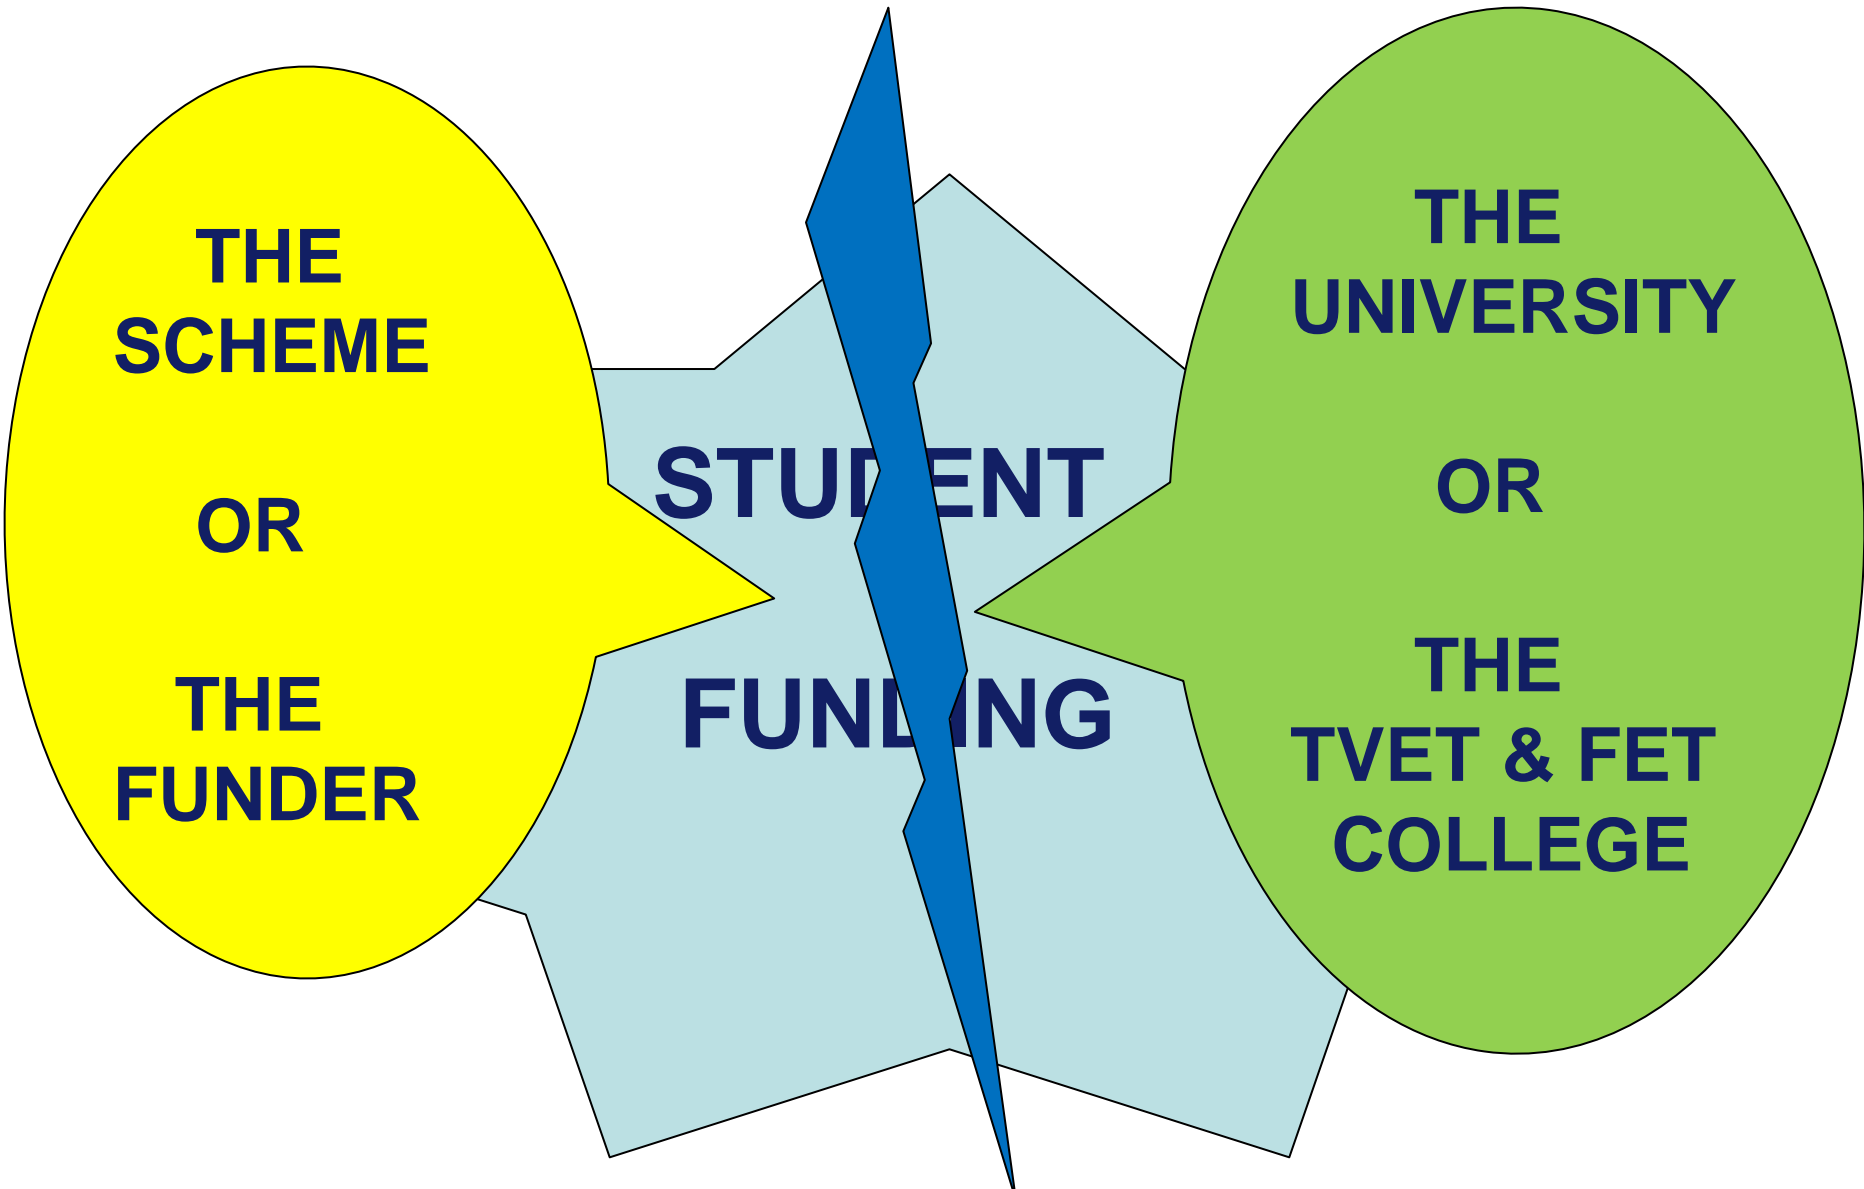 THE
SCHEME
OR
THE
FUNDER
STUDENT
FUNDING
THE
UNIVERSITY
OR
THE
TVET & FET
COLLEGE